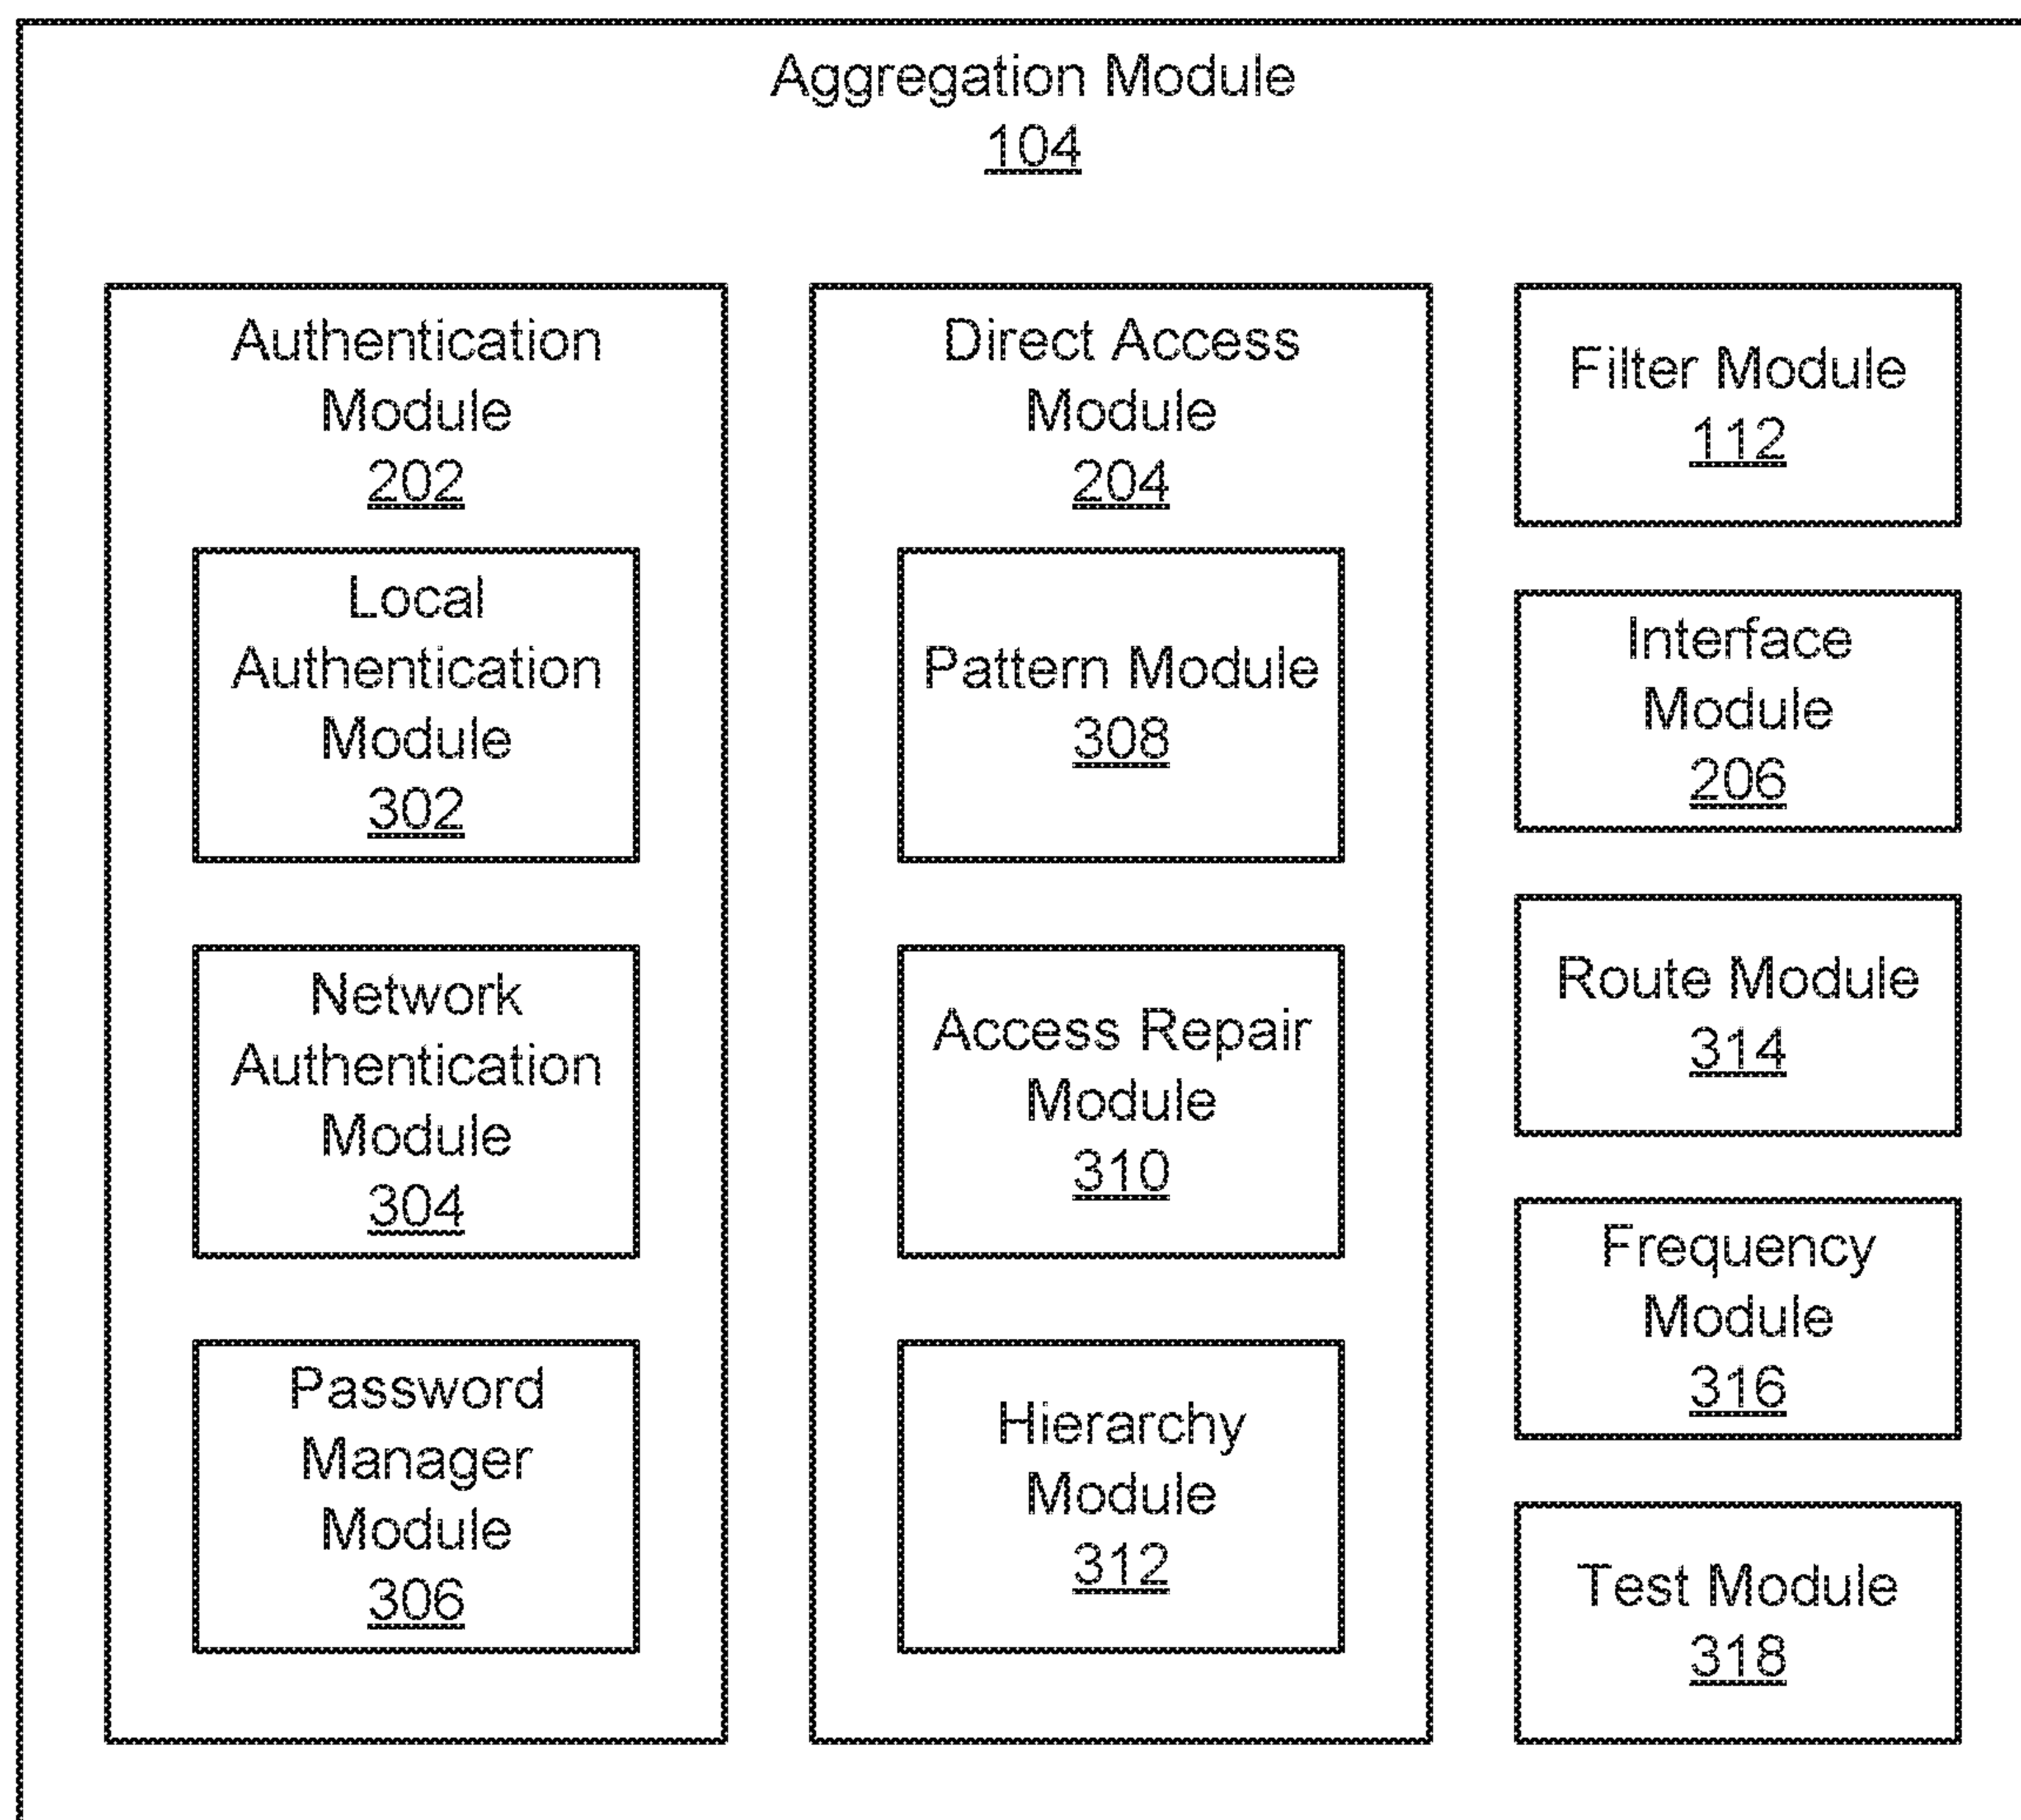 Aggregation Module
104
Authentication
Module
202
Local
Authentication
Module
302
Network
Authentication
Module
304
Password
Manager
Module
306
Direct Access
Module
204
Pattern Module
308
Access Repair
Module
310
Hierarchy
Module
312
Filter Module
112
Interface
Module
206
Route Module
314
Frequency
Module
316
Test Module
318